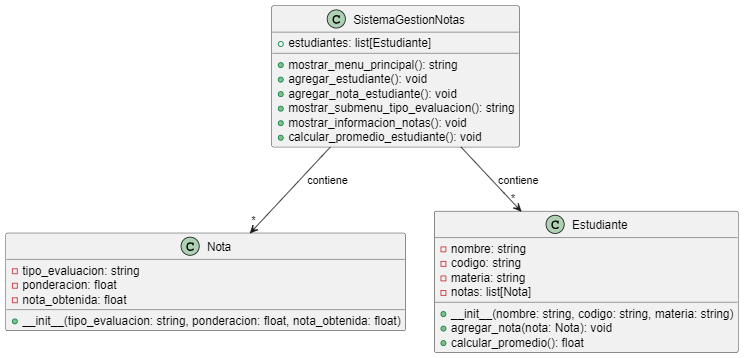 C SistemaGestionNotas
estudiantes: list[Estudiante]
mostrar_menu_principal(): string
agregar_estudiante(): void
agregar_nota_estudiante(): void
mostrar_submenu_tipo_evaluacion(): string
mostrar_informacion_notas(): void
calcular_promedio_estudiante(): void
contiene
contiene
*
*
C Nota
tipo_evaluacion: string
ponderacion: float
nota_obtenida: float
__init__(tipo_evaluacion: string, ponderacion: float, nota_obtenida: float)
C Estudiante
nombre: string
codigo: string
materia: string
notas: list[Nota]
__init__(nombre: string, codigo: string, materia: string)
agregar_nota(nota: Nota): void
calcular_promedio(): float